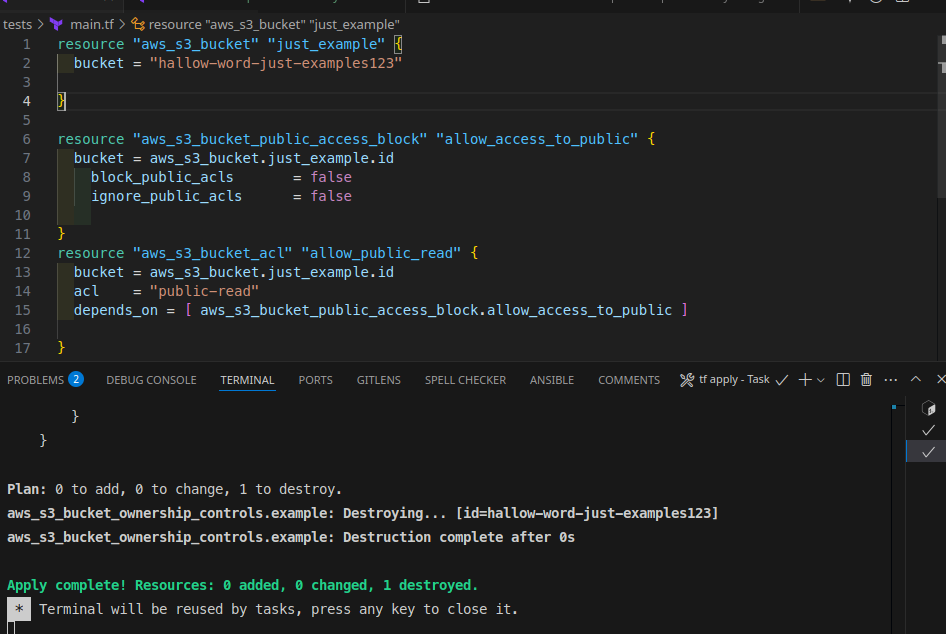 tests > main.tf > resource "aws_s3_bucket" "just_example"
1 resource "aws_s3_bucket" "just_example" {
2 bucket = "hallow-word-just-examples123"
3
4 }
5
6 resource "aws_s3_bucket_public_access_block" "allow_access_to_public" {
7 bucket = aws_s3_bucket.just_example.id
8 block_public_acls = false
9 ignore_public_acls = false
10
11 }
12 resource "aws_s3_bucket_acl" "allow_public_read" {
13 bucket = aws_s3_bucket.just_example.id
14 acl = "public-read"
15 depends_on = [ aws_s3_bucket_public_access_block.allow_access_to_public ]
16
17 }
PROBLEMS 2 DEBUG CONSOLE TERMINAL PORTS GITLENS SPELL CHECKER ANSIBLE COMMENTS tf apply - Task
}
}
Plan: 0 to add, 0 to change, 1 to destroy.
aws_s3_bucket_ownership_controls.example: Destroying... [id=hallow-word-just-examples123]
aws_s3_bucket_ownership_controls.example: Destruction complete after 0s
Apply complete! Resources: 0 added, 0 changed, 1 destroyed.
* Terminal will be reused by tasks, press any key to close it.